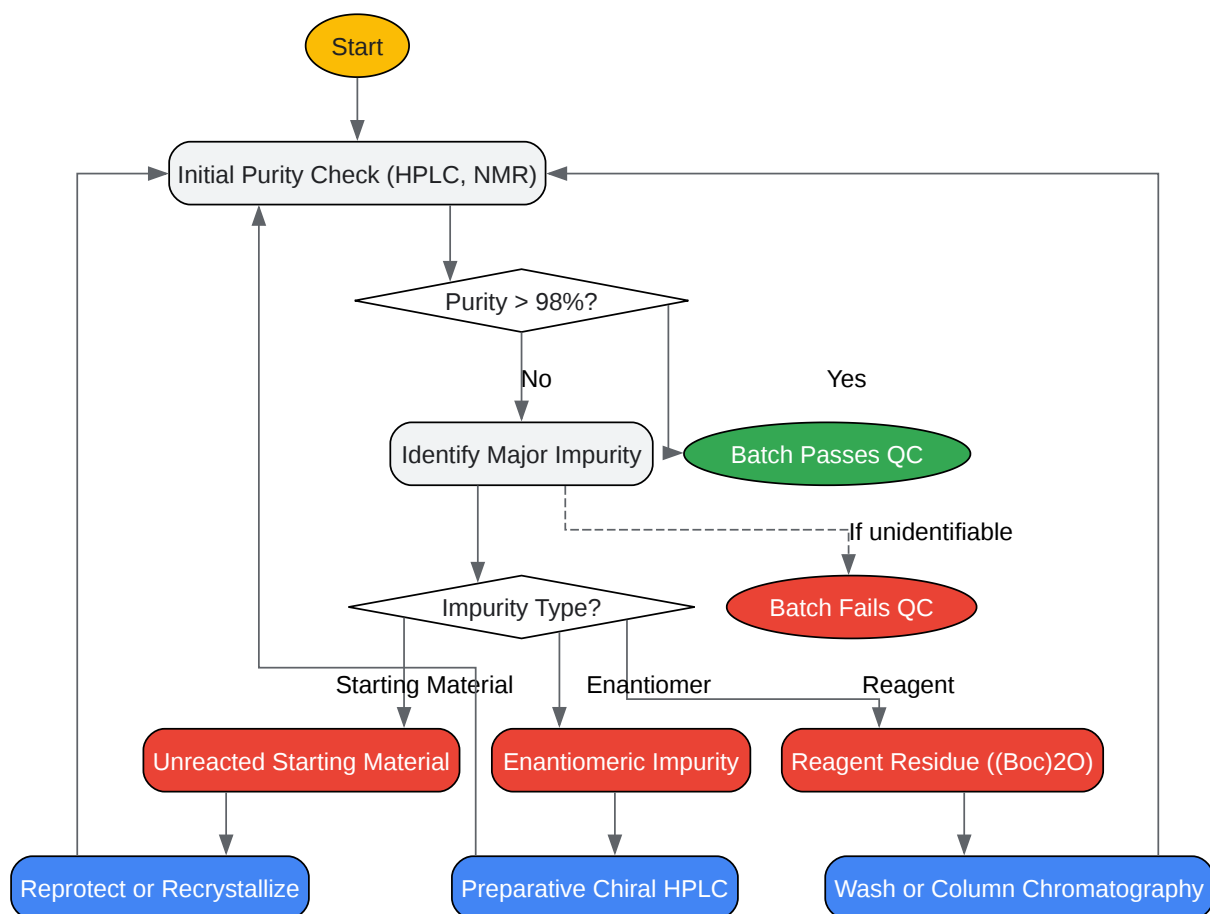 Start
Initial Purity Check (HPLC, NMR)
Purity > 98%?
No
Yes
Identify Major Impurity
Batch Passes QC
If unidentifiable
Impurity Type?
Batch Fails QC
Starting Material
Enantiomer
Reagent
Unreacted Starting Material
Enantiomeric Impurity
Reagent Residue ((Boc)2O)
Reprotect or Recrystallize
Preparative Chiral HPLC
Wash or Column Chromatography